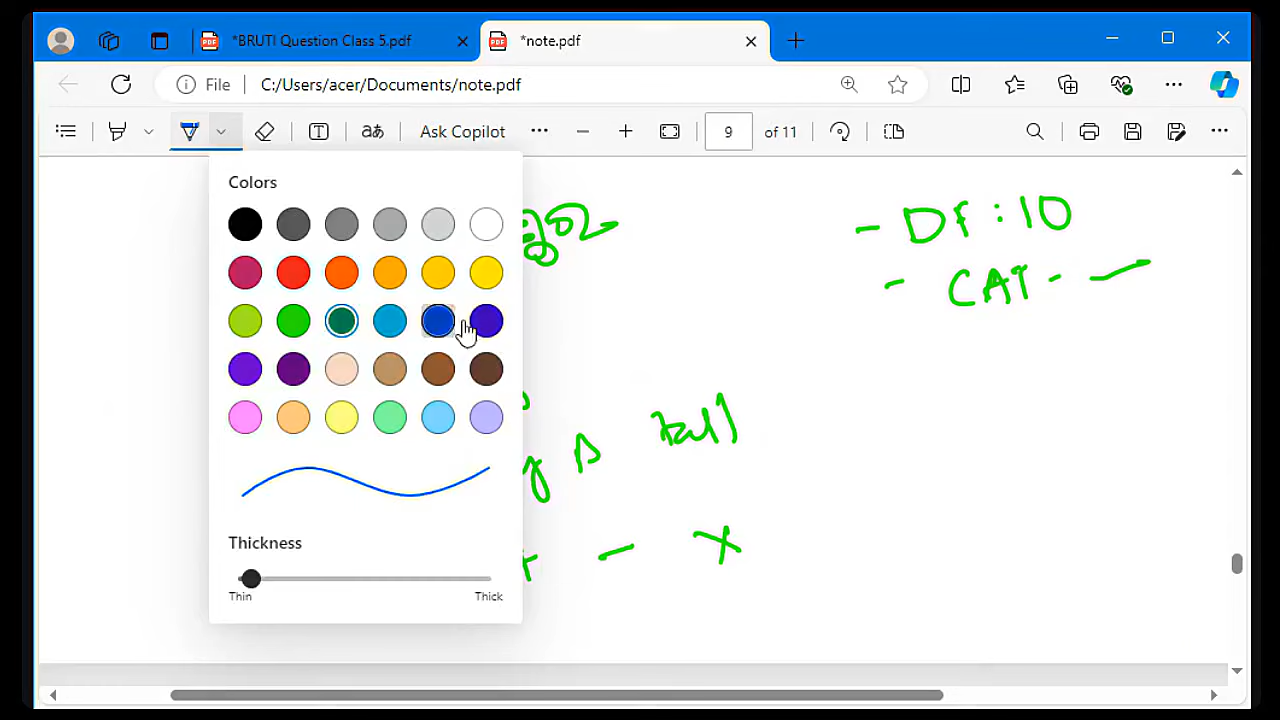 *BRUTI Question Class 5.pdf
*note.pdf
File
C:/Users/acer/Documents/note.pdf
Ask Copilot
9 of 11
Colors
Thickness
Thin
Thick
- DF : 10
- CAT -
tall
- x